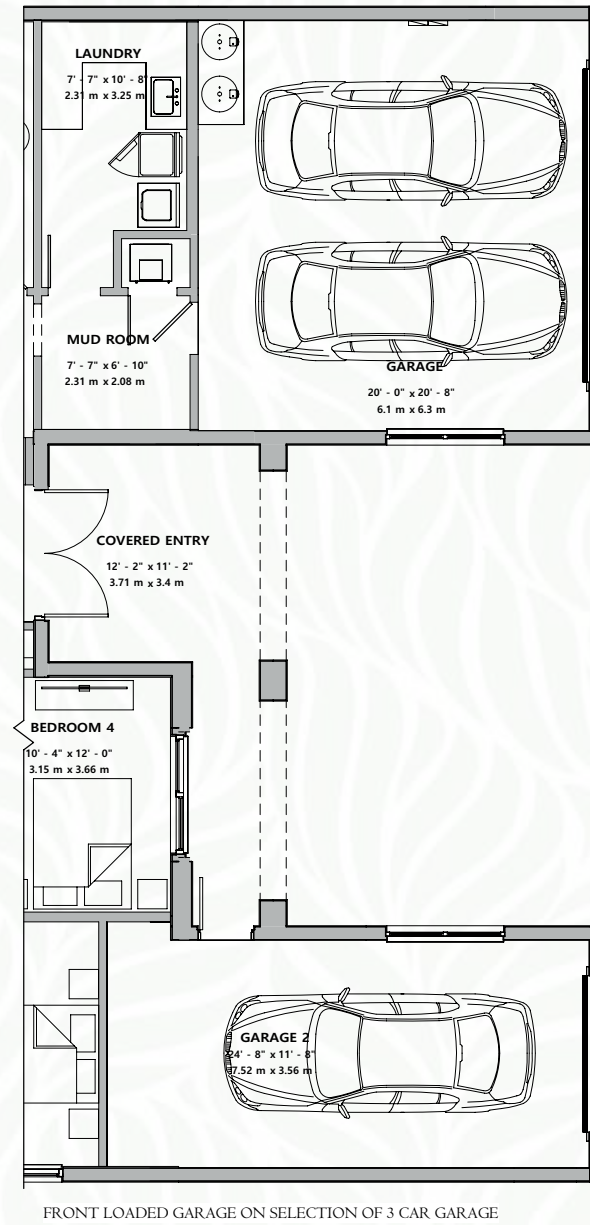 LAUNDRY
7' - 7" x 10' - 8"
2.31 m x 3.25 m
MUD ROOM
7' - 7" x 6' - 10"
2.31 m x 2.08 m
GARAGE
20' - 0" x 20' - 8"
6.1 m x 6.3 m
COVERED ENTRY
12' - 2" x 11' - 2"
3.71 m x 3.4 m
BEDROOM 4
10' - 4" x 12' - 0"
3.15 m x 3.66 m
GARAGE 2
24' - 8" x 11' - 8"
7.52 m x 3.56 m
FRONT LOADED GARAGE ON SELECTION OF 3 CAR GARAGE